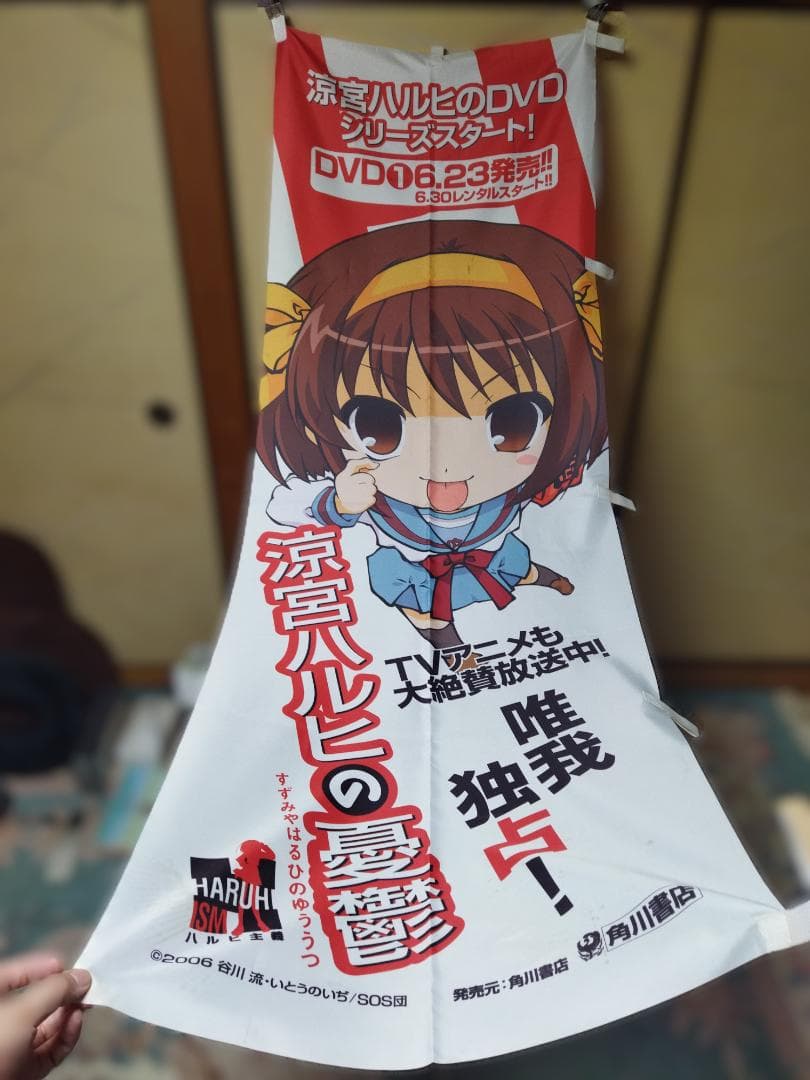 涼宮ハルヒのDVD
シリーズスタート!
DVD❶6.23発売!!
6.30レンタルスタート!!
涼宮ハルヒの憂鬱
すずみやはるひのゆううつ
TVアニメも
大絶賛放送中!
唯我
独占!
HARUHI
ISM
ハルヒ主義
©2006 谷川 流・いとうのいぢ/SOS団
発売元:角川書店
角川書店